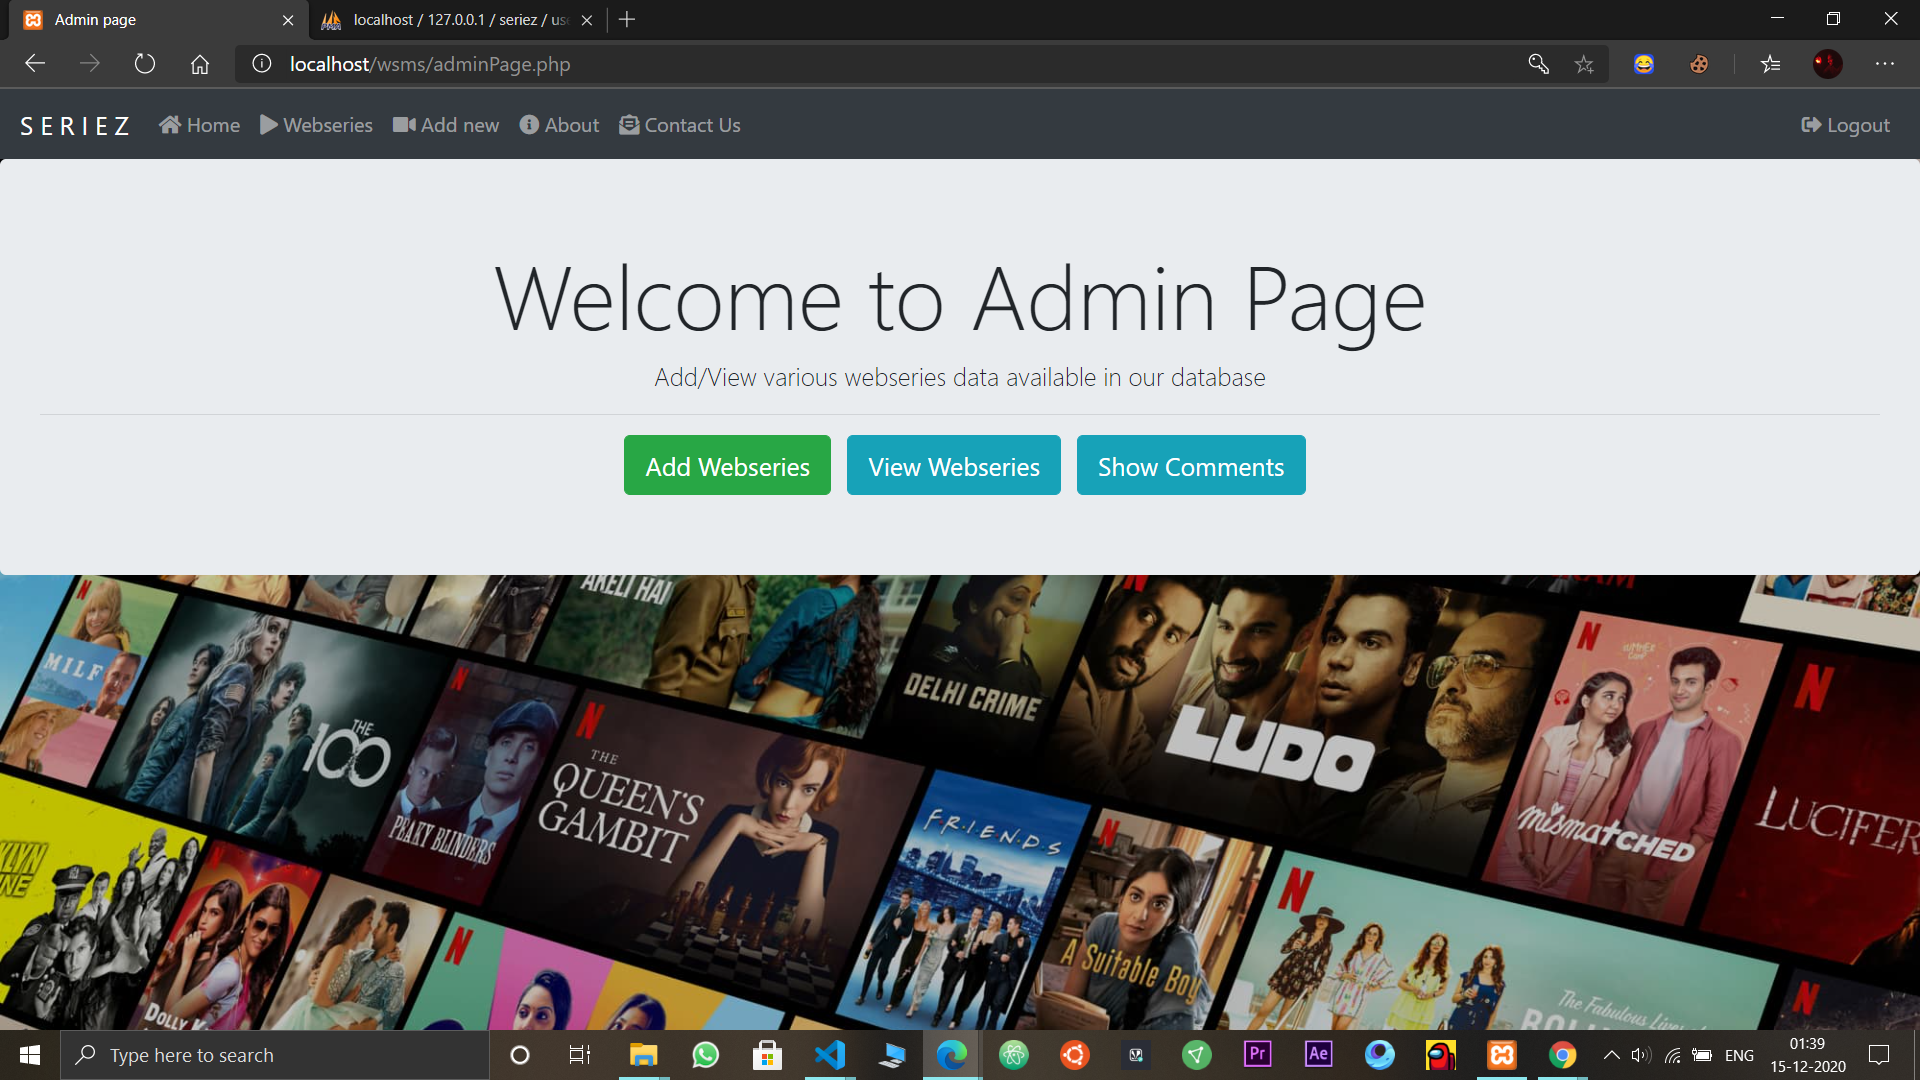 Admin page
localhost / 127.0.0.1 / seriez / us
localhost/wsms/adminPage.php
SERIEZ
Home
Webseries
Add new
About
Contact Us
Logout
Welcome to Admin Page
Add/View various webseries data available in our database
Add Webseries
View Webseries
Show Comments
AKELI HAI
MILF
THE
100
PEAKY BLINDERS
N
THE
QUEEN'S
GAMBIT
DELHI CRIME
LUDO
N
mismatched
N
LUCIFER
F·R·I·E·N·D·S
N
A Suitable Boy
N
The Fabulous Lives
BOLLY
DOLLY K
N
N
Type here to search
Pr
Ae
ENG
01:39
15-12-2020